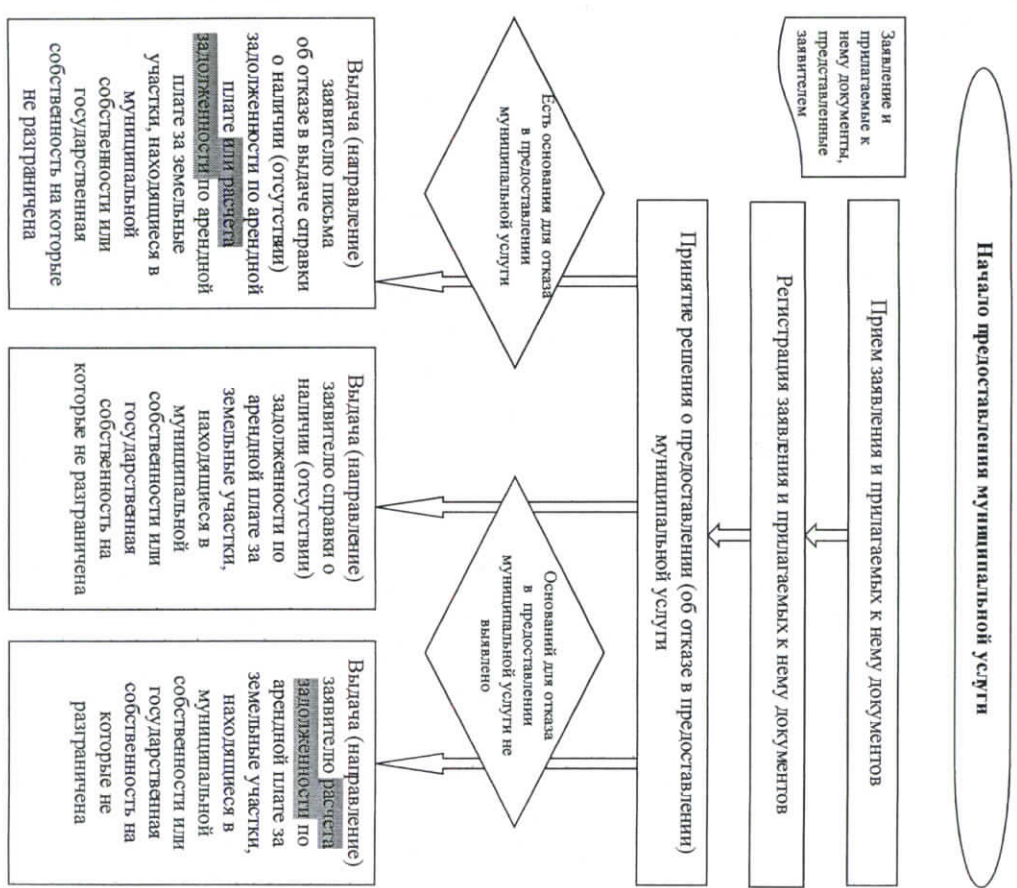 Начало предоставления муниципальной услуги
Заявление и
прилагаемые к
нему документы,
представленные
заявителем
Прием заявления и прилагаемых к нему документов
Регистрация заявления и прилагаемых к нему документов
Принятие решения о предоставлении (об отказе в предоставлении)
муниципальной услуги
Есть основания для отказа
в предоставлении
муниципальной услуги
Оснований для отказа
в предоставлении
муниципальной услуги не
выявлено
Выдача (направление)
заявителю письма
об отказе в выдаче справки
о наличии (отсутствии)
задолженности по арендной
плате или расчета
задолженности по арендной
плате за земельные
участки, находящиеся в
муниципальной
собственности или
государственная
собственность на которые
не разграничена
Выдача (направление)
заявителю справки о
наличии (отсутствии)
задолженности по
арендной плате за
земельные участки,
находящиеся в
муниципальной
собственности или
государственная
собственность на
которые не разграничена
Выдача (направление)
заявителю расчета
задолженности по
арендной плате за
земельные участки,
находящиеся в
муниципальной
собственности или
государственная
собственность на
которые не
разграничена